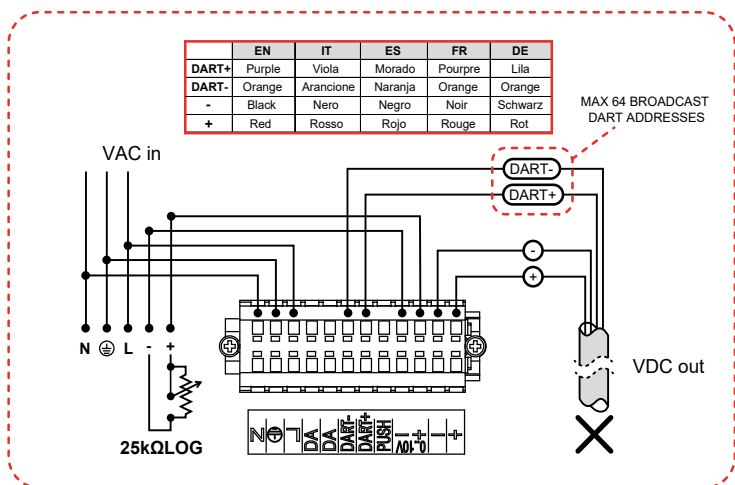 EN IT ES FR DE
DART+ Purple Viola Morado Pourpre Lila
DART- Orange Arancione Naranja Orange Orange
- Black Nero Negro Noir Schwarz
+ Red Rosso Rojo Rouge Rot
MAX 64 BROADCAST
DART ADDRESSES
VAC in
DART-
DART+
-
+
N L - +
VDC out
25kΩLOG
N L DA DA DART- DART+ PUSH - + 0..10V - +